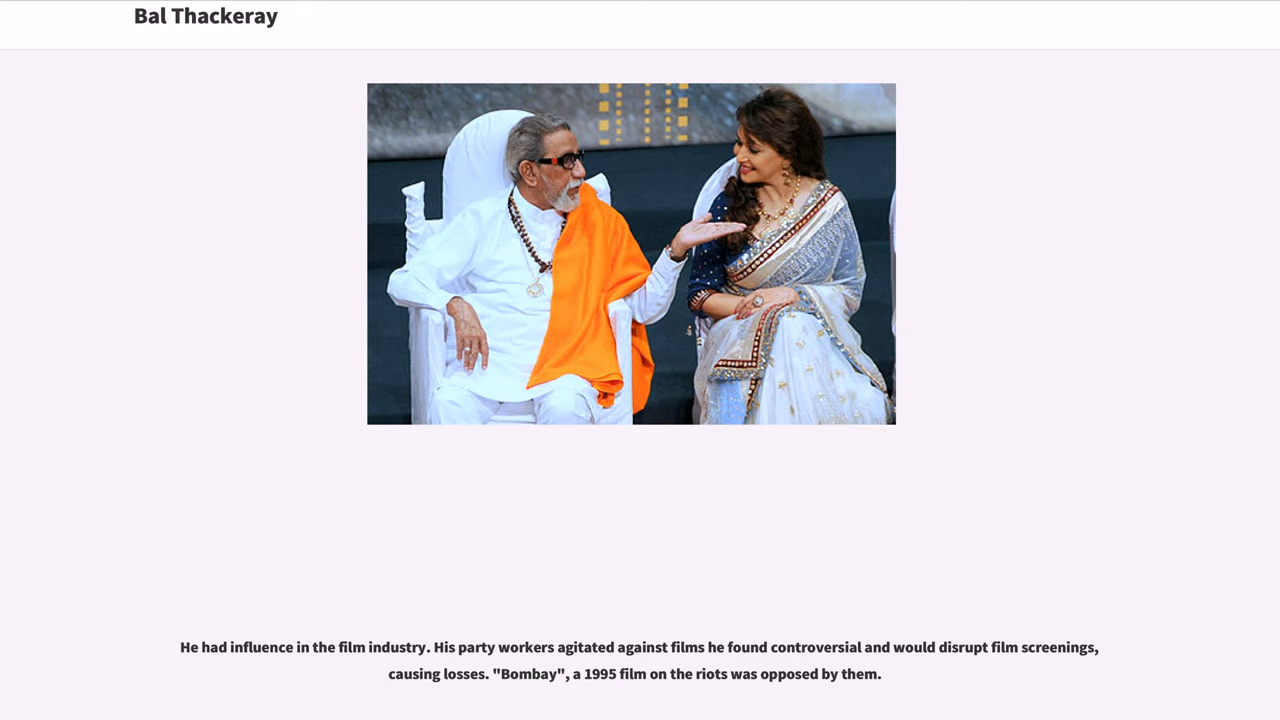 Bal Thackeray
He had influence in the film industry. His party workers agitated against films he found controversial and would disrupt film screenings,
causing losses. "Bombay", a 1995 film on the riots was opposed by them.